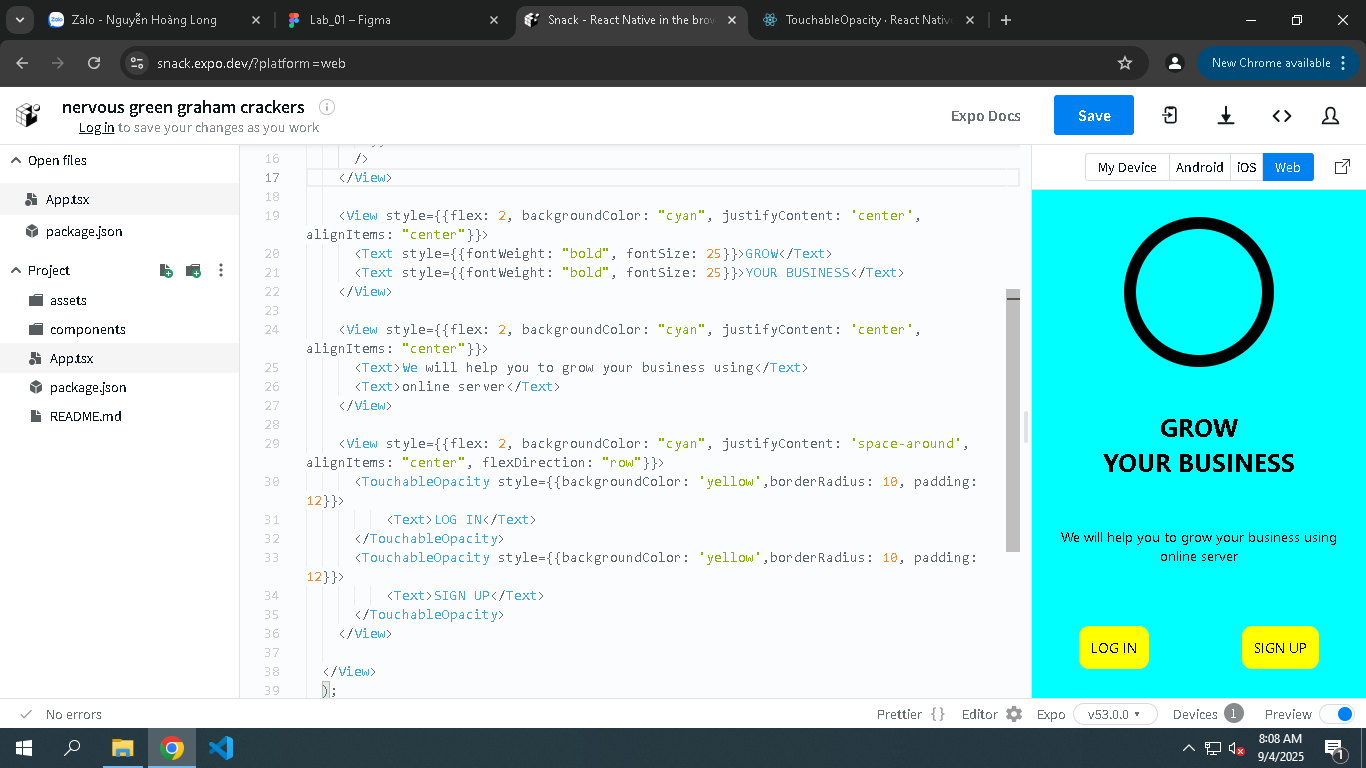 Zalo - Nguyễn Hoàng Long
Lab_01 – Figma
Snack - React Native in the brow
TouchableOpacity · React Nativ
snack.expo.dev/?platform=web
New Chrome available
nervous green graham crackers
Log in to save your changes as you work
Expo Docs
Save
Open files
App.tsx
package.json
Project
assets
components
App.tsx
package.json
README.md
16 />
17 </View>
18
19 <View style={{flex: 2, backgroundColor: "cyan", justifyContent: 'center',
alignItems: "center"}}>
20 <Text style={{fontWeight: "bold", fontSize: 25}}>GROW</Text>
21 <Text style={{fontWeight: "bold", fontSize: 25}}>YOUR BUSINESS</Text>
22 </View>
23
24 <View style={{flex: 2, backgroundColor: "cyan", justifyContent: 'center',
alignItems: "center"}}>
25 <Text>We will help you to grow your business using</Text>
26 <Text>online server</Text>
27 </View>
28
29 <View style={{flex: 2, backgroundColor: "cyan", justifyContent: 'space-around',
alignItems: "center", flexDirection: "row"}}>
30 <TouchableOpacity style={{backgroundColor: 'yellow',borderRadius: 10, padding:
12}}>
31 <Text>LOG IN</Text>
32 </TouchableOpacity>
33 <TouchableOpacity style={{backgroundColor: 'yellow',borderRadius: 10, padding:
12}}>
34 <Text>SIGN UP</Text>
35 </TouchableOpacity>
36 </View>
37
38 </View>
39 );
My Device
Android
iOS
Web
GROW
YOUR BUSINESS
We will help you to grow your business using
online server
LOG IN
SIGN UP
No errors
Prettier {}
Editor
Expo
v53.0.0
Devices 1
Preview
8:08 AM
9/4/2025
1